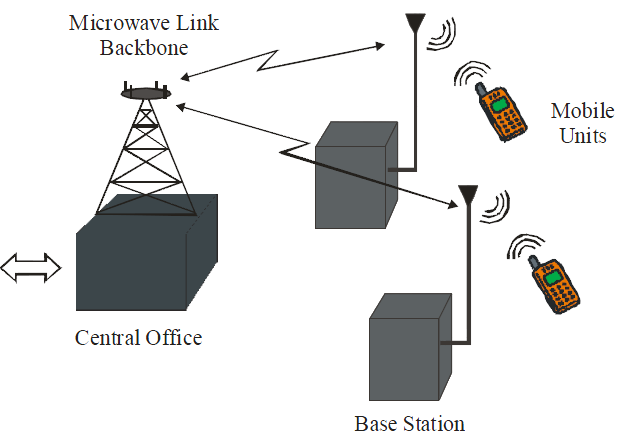 Microwave Link
Backbone
Mobile
Units
Central Office
Base Station